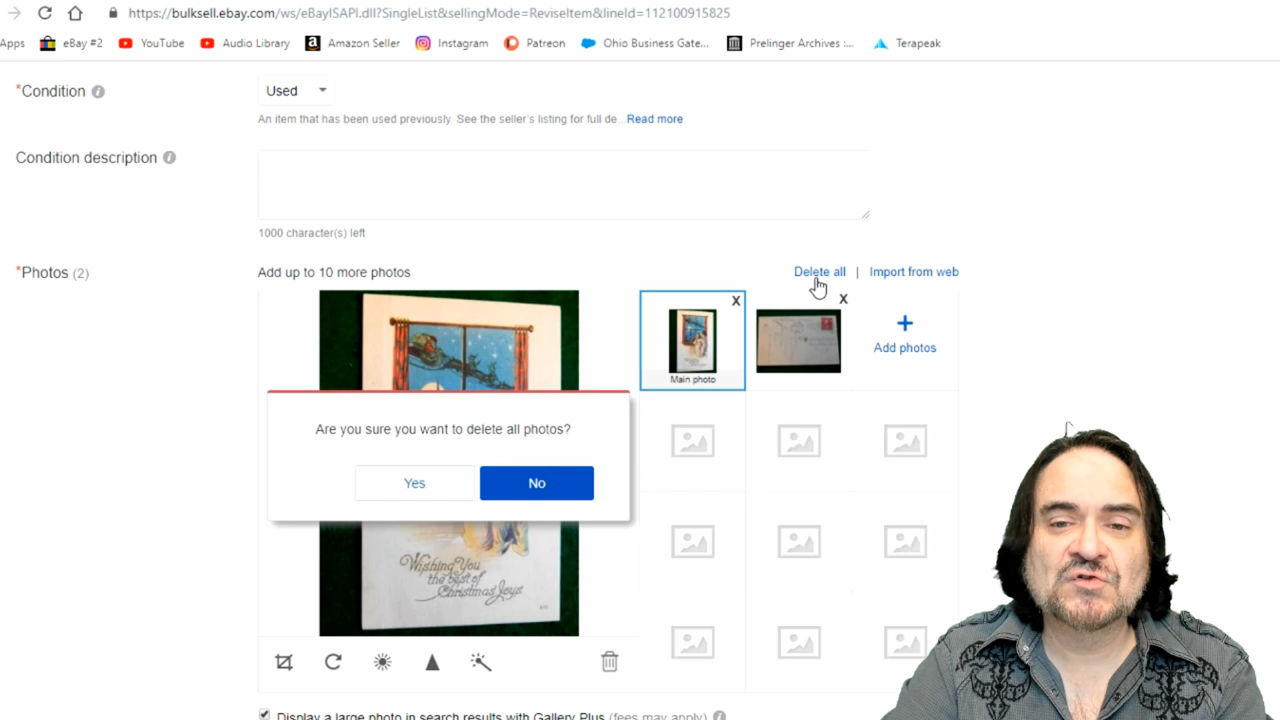 https://bulksell.ebay.com/ws/eBayISAPI.dll?SingleList&sellingMode=ReviseItem&lineId=112100915825
Apps eBay #2 YouTube Audio Library Amazon Seller Instagram Patreon Ohio Business Gate... Prelinger Archives :... Terapeak
*Condition Used
An item that has been used previously. See the seller's listing for full de... Read more
Condition description
1000 character(s) left
*Photos (2) Add up to 10 more photos Delete all | Import from web
X X
Add photos
Main photo
Are you sure you want to delete all photos?
Yes No
Wishing You
the best of
Christmas Joys
Display a large photo in search results with Gallery Plus (fees may apply)